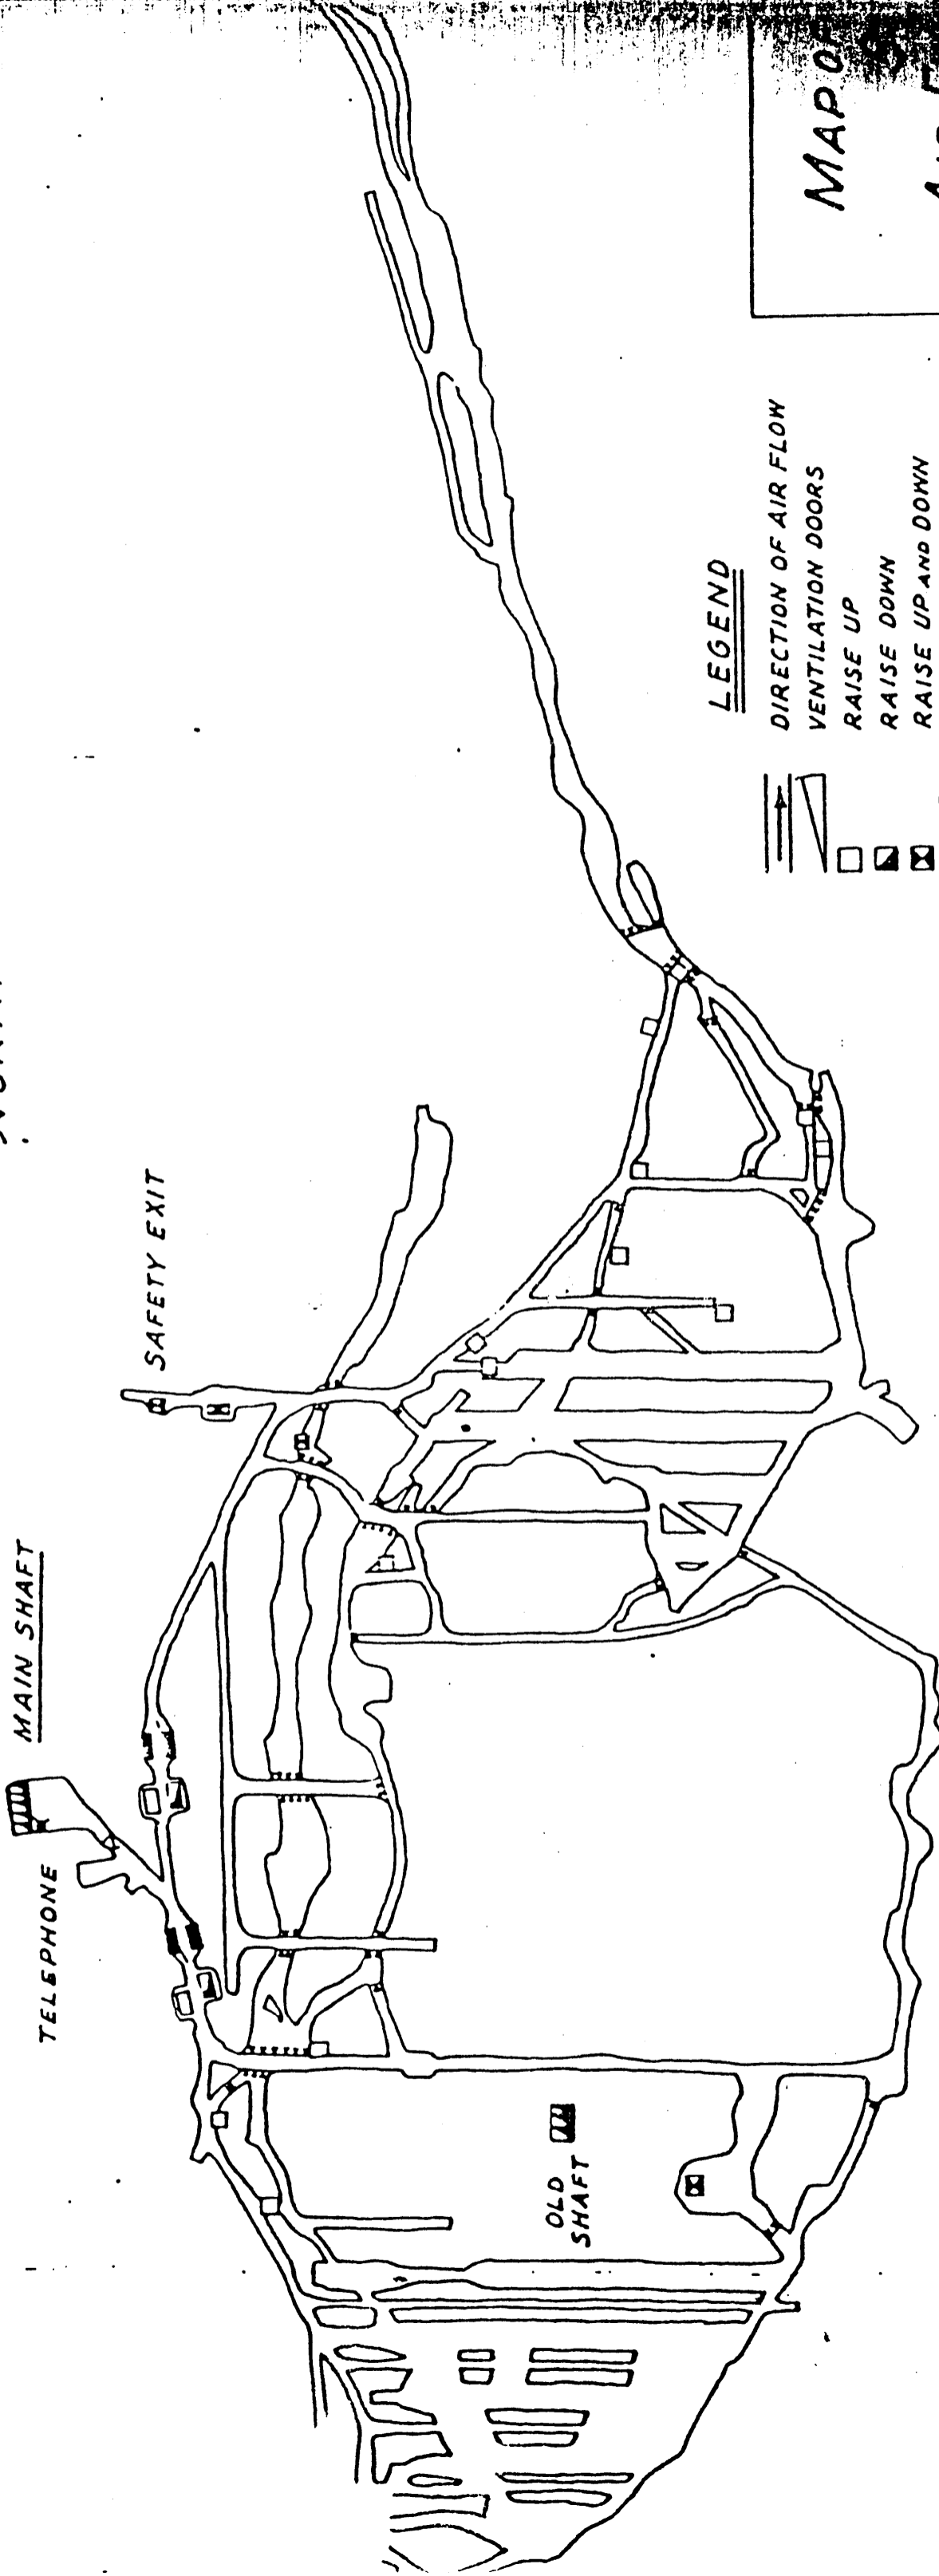 MAIN SHAFT
TELEPHONE
SAFETY EXIT
OLD
SHAFT
LEGEND
DIRECTION OF AIR FLOW
VENTILATION DOORS
RAISE UP
RAISE DOWN
RAISE UP AND DOWN
MAP OF